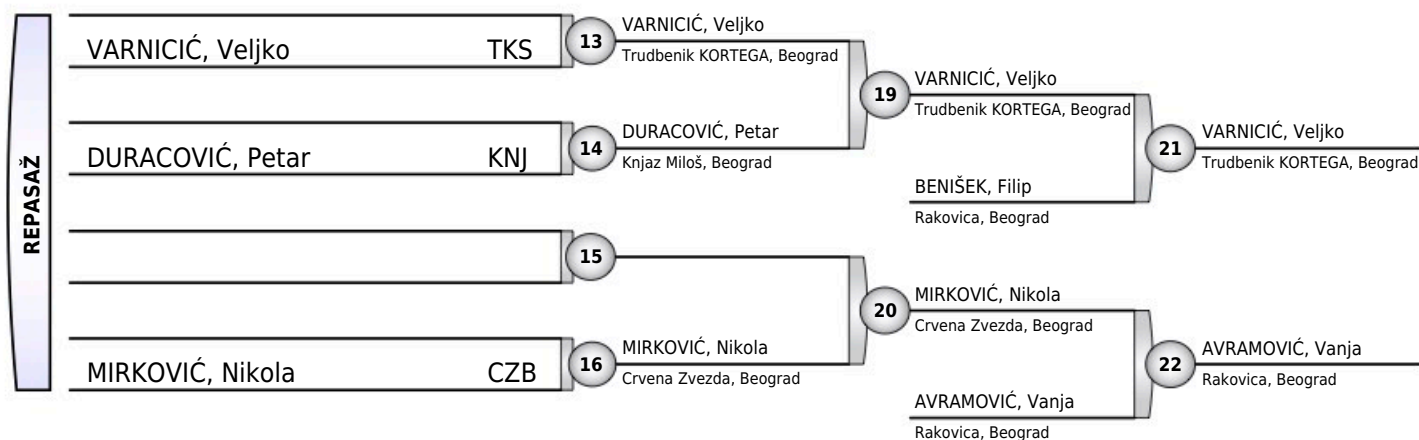 REPASAŽ
VARNICIĆ, Veljko TKS
DURACOVIĆ, Petar KNJ
MIRKOVIĆ, Nikola CZB
13
VARNICIĆ, Veljko
Trudbenik KORTEGA, Beograd
14
DURACOVIĆ, Petar
Knjaz Miloš, Beograd
15
16
MIRKOVIĆ, Nikola
Crvena Zvezda, Beograd
19
VARNICIĆ, Veljko
Trudbenik KORTEGA, Beograd
BENIŠEK, Filip
Rakovica, Beograd
20
MIRKOVIĆ, Nikola
Crvena Zvezda, Beograd
AVRAMOVIĆ, Vanja
Rakovica, Beograd
21
VARNICIĆ, Veljko
Trudbenik KORTEGA, Beograd
22
AVRAMOVIĆ, Vanja
Rakovica, Beograd